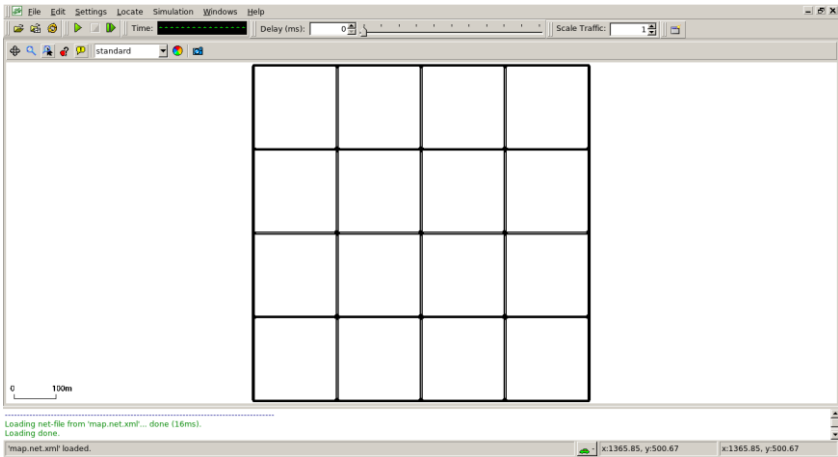 File Edit Settings Locate Simulation Windows Help
Time: Delay (ms): 0 Scale Traffic: 1
standard
0 100m
Loading net-file from 'map.net.xml'... done (16ms).
Loading done.
'map.net.xml' loaded. x:1365.85, y:500.67 x:1365.85, y:500.67